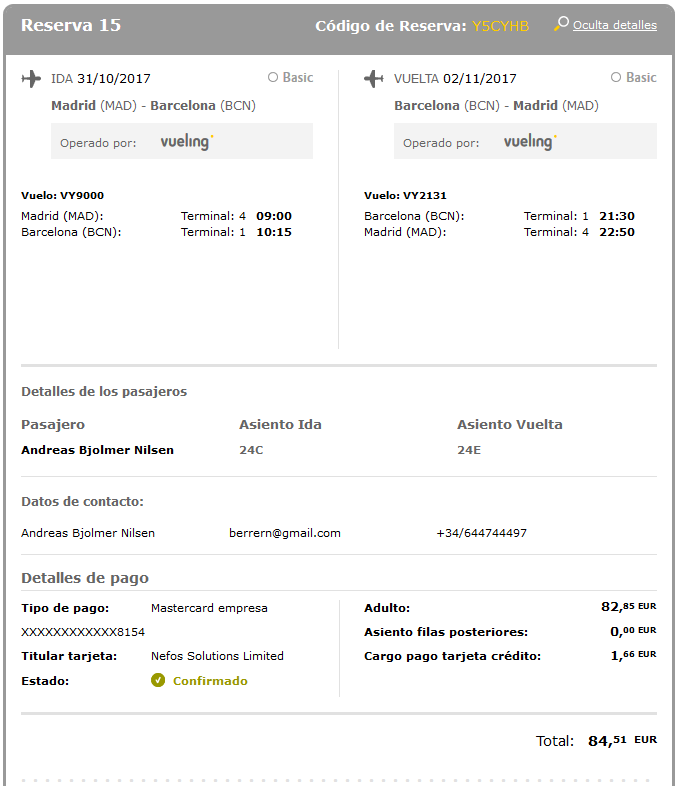 Reserva 15
Código de Reserva: Y5CYHB
Oculta detalles
IDA 31/10/2017
Basic
Madrid (MAD) - Barcelona (BCN)
Operado por: vueling
Vuelo: VY9000
Madrid (MAD): Terminal: 4 09:00
Barcelona (BCN): Terminal: 1 10:15
VUELTA 02/11/2017
Basic
Barcelona (BCN) - Madrid (MAD)
Operado por: vueling
Vuelo: VY2131
Barcelona (BCN): Terminal: 1 21:30
Madrid (MAD): Terminal: 4 22:50
Detalles de los pasajeros
Pasajero Asiento Ida Asiento Vuelta
Andreas Bjolmer Nilsen 24C 24E
Datos de contacto:
Andreas Bjolmer Nilsen berrern@gmail.com +34/644744497
Detalles de pago
Tipo de pago: Mastercard empresa
XXXXXXXXXXXX8154
Titular tarjeta: Nefos Solutions Limited
Estado: Confirmado
Adulto: 82,85 EUR
Asiento filas posteriores: 0,00 EUR
Cargo pago tarjeta crédito: 1,66 EUR
Total: 84,51 EUR